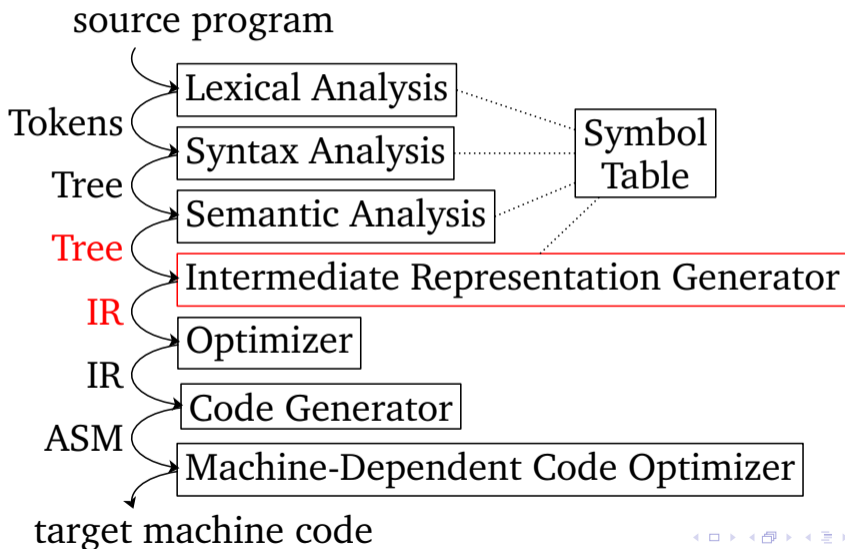 source program
Lexical Analysis
Tokens
Symbol
Syntax Analysis
Table
Tree
Semantic Analysis
Tree
Intermediate Representation Generator
IR
Optimizer
IR
Code Generator
ASM
Machine-Dependent Code Optimizer
target machine code